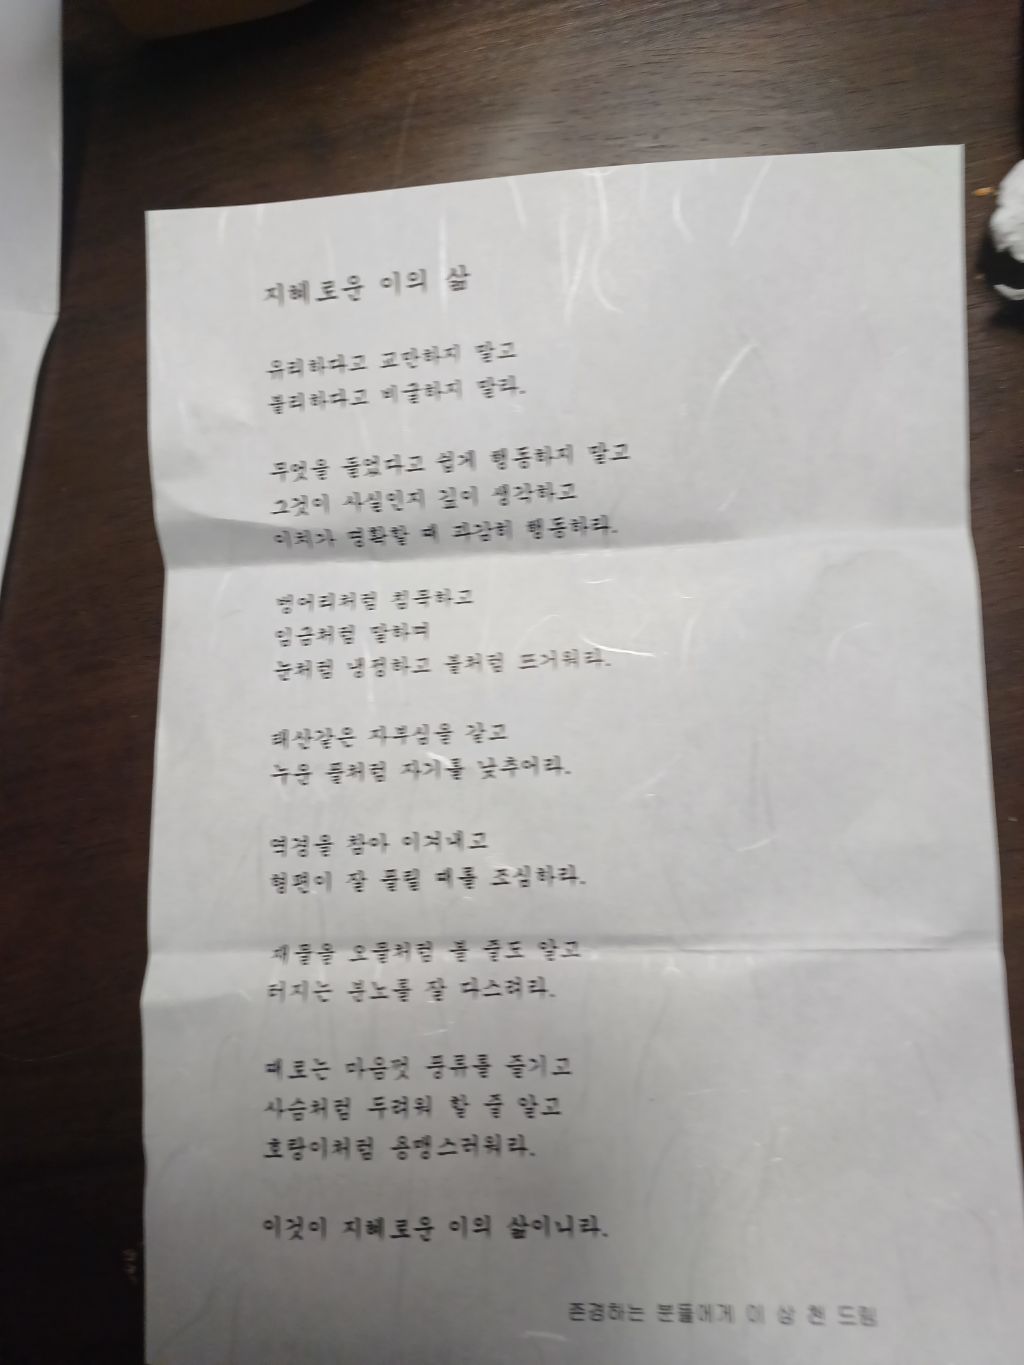 지혜로운 이의 삶
유리하다고 교만하지 말고
불리하다고 비굴하지 말라.
무엇을 들었다고 쉽게 행동하지 말고
그것이 사실인지 깊이 생각하고
이치가 명확할 때 과감히 행동하라.
벙어리처럼 침묵하고
임금처럼 말하며
눈처럼 냉정하고 불처럼 뜨거워라.
태산같은 자부심을 갖고
누운 풀처럼 자기를 낮추어라.
역경을 참아 이겨내고
형편이 잘 풀릴 때를 조심하라.
재물을 오물처럼 볼 줄도 알고
터지는 분노를 잘 다스려라.
때로는 마음껏 풍류를 즐기고
사슴처럼 두려워 할 줄 알고
호랑이처럼 용맹스러워라.
이것이 지혜로운 이의 삶이니라.
존경하는 분들에게 이 상 천 드림